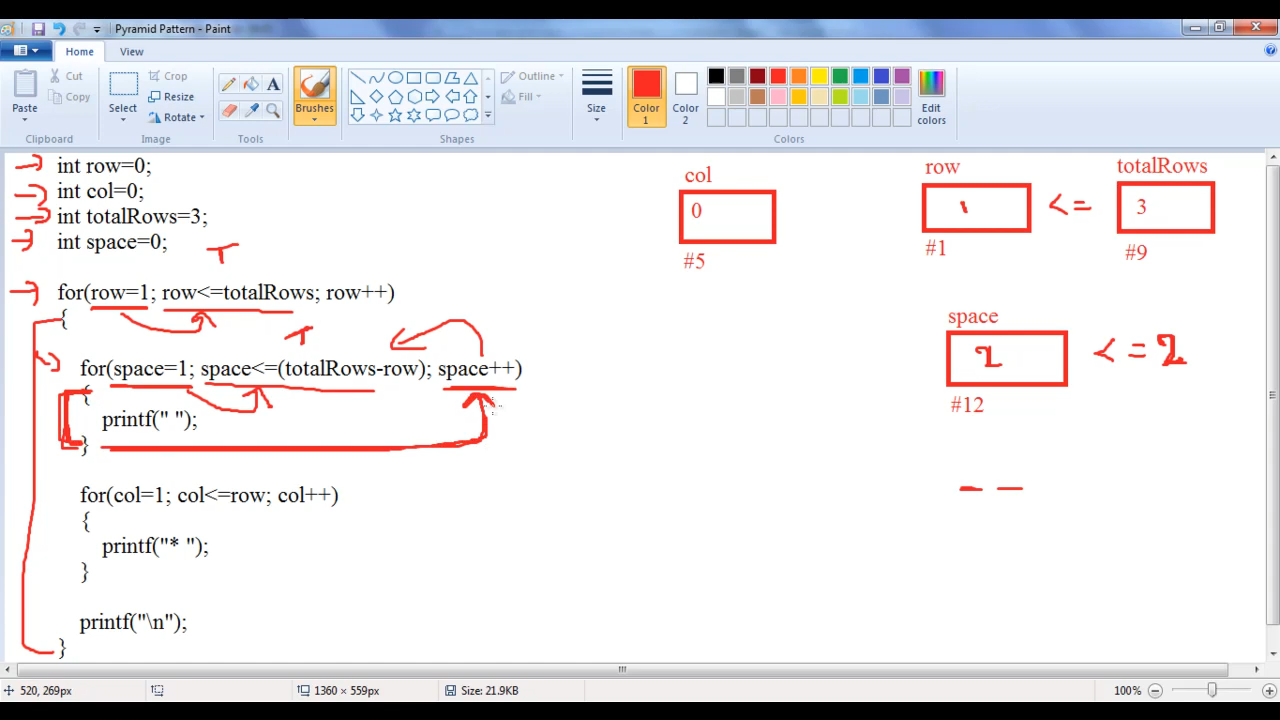 Pyramid Pattern - Paint
Home View
Paste
Cut
Copy
Clipboard
Select
Crop
Resize
Rotate
Image
A
Tools
Brushes
Outline
Fill
Shapes
Size
Color 1
Color 2
Edit colors
Colors
int row=0;
int col=0;
int totalRows=3;
int space=0;
T
for(row=1; row<=totalRows; row++)
{
T
for(space=1; space<=(totalRows-row); space++)
{
printf(" ");
}
for(col=1; col<=row; col++)
{
printf("* ");
}
printf("\n");
}
col
0
#5
row
1
#1
<=
totalRows
3
#9
space
2
#12
<= 2
_ _
520, 269px
1360 × 559px
Size: 21.9KB
100%